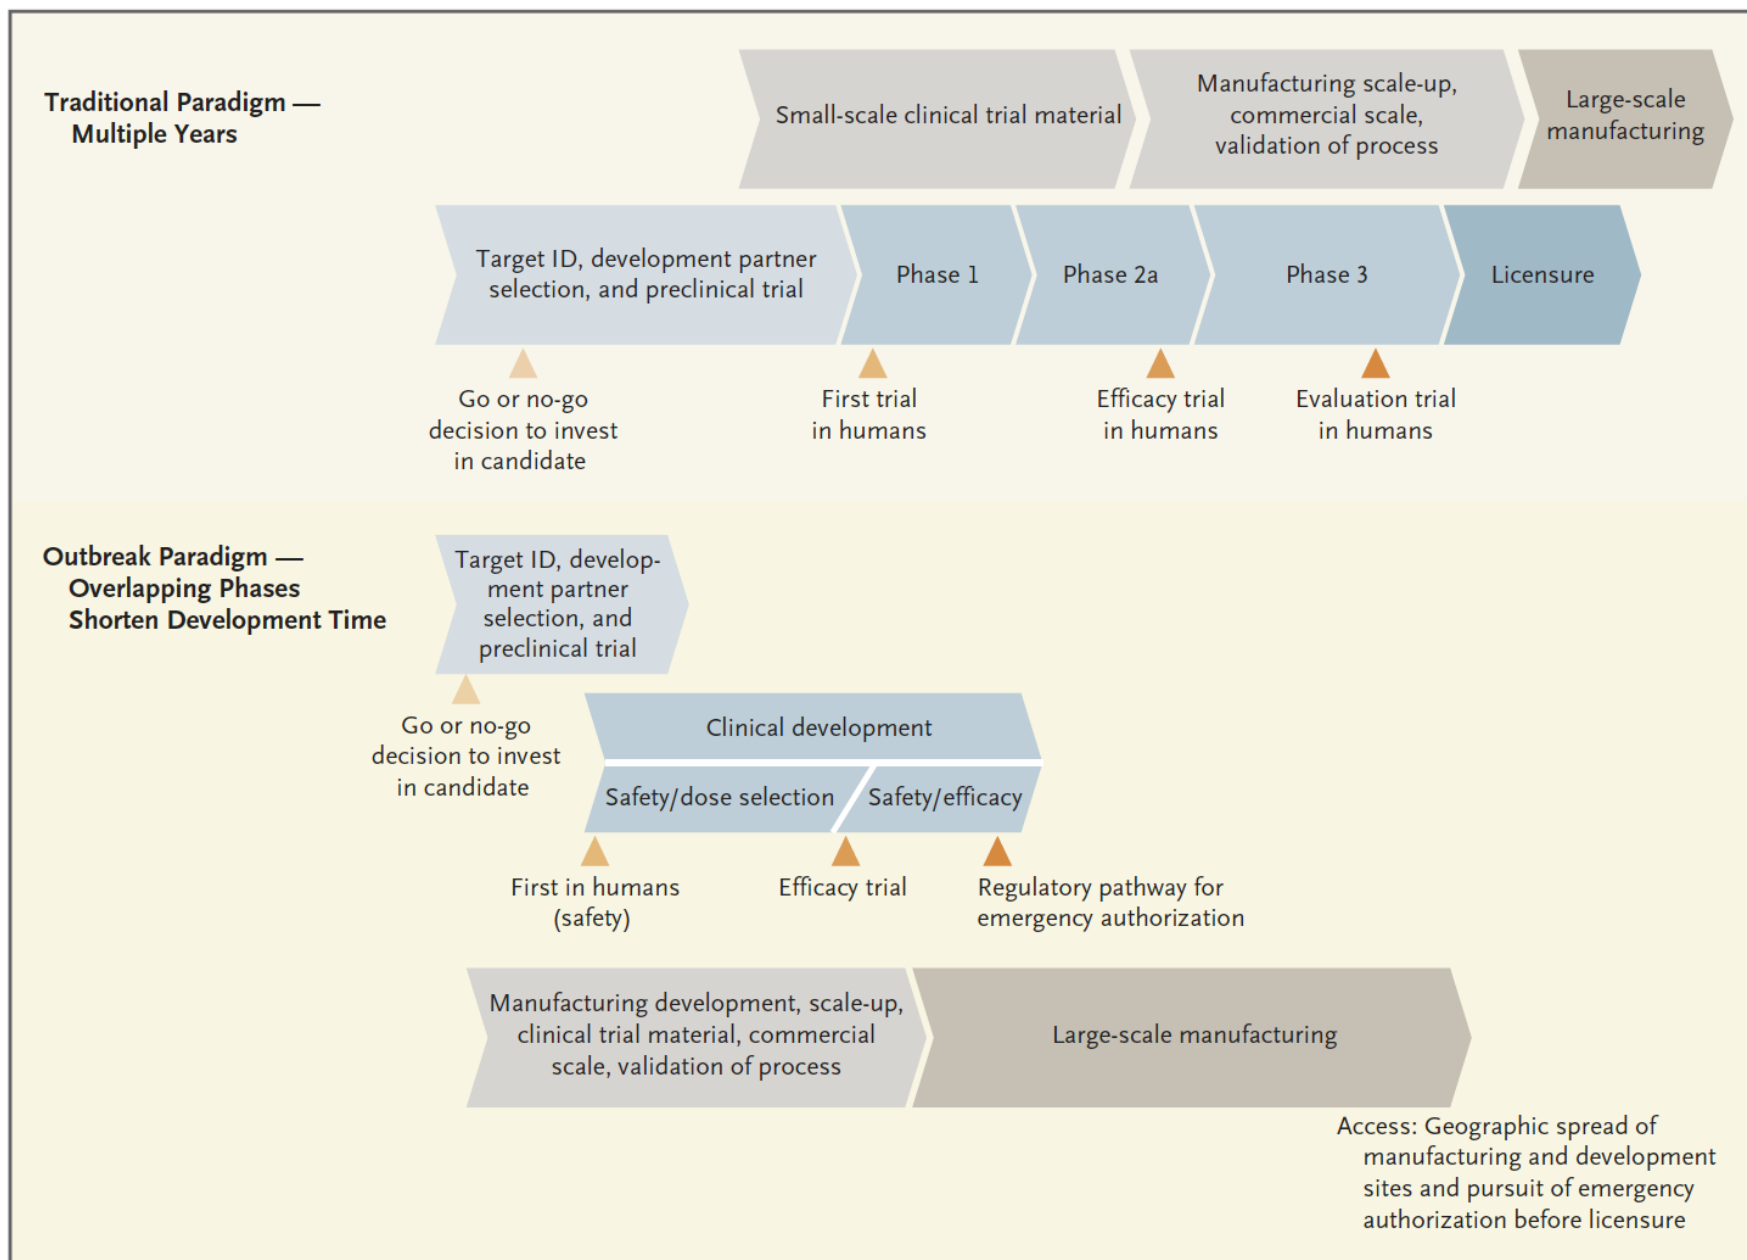 Traditional Paradigm —
Multiple Years
Small-scale clinical trial material
Manufacturing scale-up,
commercial scale,
validation of process
Large-scale
manufacturing
Target ID, development partner
selection, and preclinical trial
Phase 1
Phase 2a
Phase 3
Licensure
Go or no-go
decision to invest
in candidate
First trial
in humans
Efficacy trial
in humans
Evaluation trial
in humans
Outbreak Paradigm —
Overlapping Phases
Shorten Development Time
Target ID, develop-
ment partner
selection, and
preclinical trial
Go or no-go
decision to invest
in candidate
Clinical development
Safety/dose selection
Safety/efficacy
First in humans
(safety)
Efficacy trial
Regulatory pathway for
emergency authorization
Manufacturing development, scale-up,
clinical trial material, commercial
scale, validation of process
Large-scale manufacturing
Access: Geographic spread of
manufacturing and development
sites and pursuit of emergency
authorization before licensure